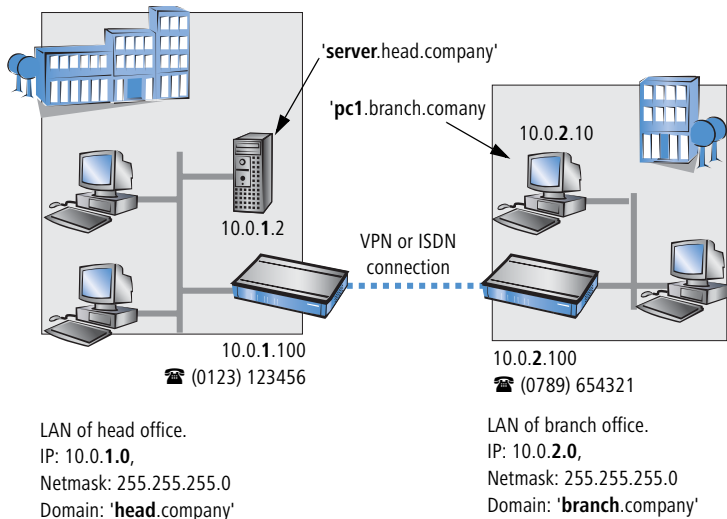 'server.head.company'
'pc1.branch.comany
10.0.2.10
10.0.1.2
VPN or ISDN
connection
10.0.1.100
☎ (0123) 123456
10.0.2.100
☎ (0789) 654321
LAN of head office.
IP: 10.0.1.0,
Netmask: 255.255.255.0
Domain: 'head.company'
LAN of branch office.
IP: 10.0.2.0,
Netmask: 255.255.255.0
Domain: 'branch.company'